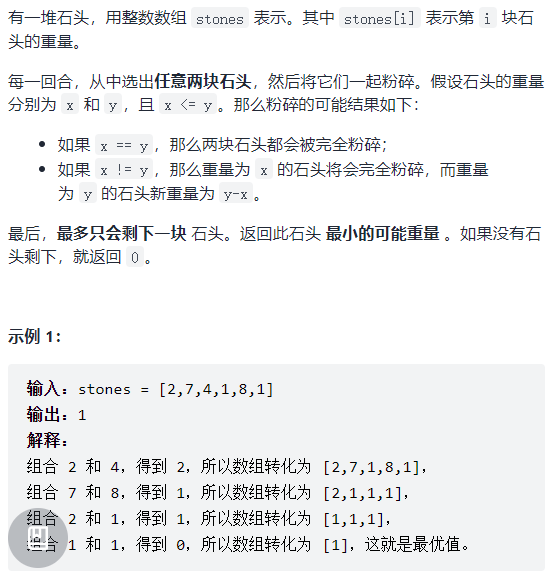 有一堆石头，用整数数组 stones 表示。其中 stones[i] 表示第 i 块石
头的重量。
每一回合，从中选出任意两块石头，然后将它们一起粉碎。假设石头的重量
分别为 x 和 y，且 x <= y。那么粉碎的可能结果如下：
• 如果 x == y，那么两块石头都会被完全粉碎；
• 如果 x != y，那么重量为 x 的石头将会完全粉碎，而重量
为 y 的石头新重量为 y-x。
最后，最多只会剩下一块 石头。返回此石头 最小的可能重量 。如果没有石
头剩下，就返回 0。
示例 1：
输入：stones = [2,7,4,1,8,1]
输出：1
解释：
组合 2 和 4，得到 2，所以数组转化为 [2,7,1,8,1]，
组合 7 和 8，得到 1，所以数组转化为 [2,1,1,1]，
组合 2 和 1，得到 1，所以数组转化为 [1,1,1]，
1 和 1，得到 0，所以数组转化为 [1]，这就是最优值。